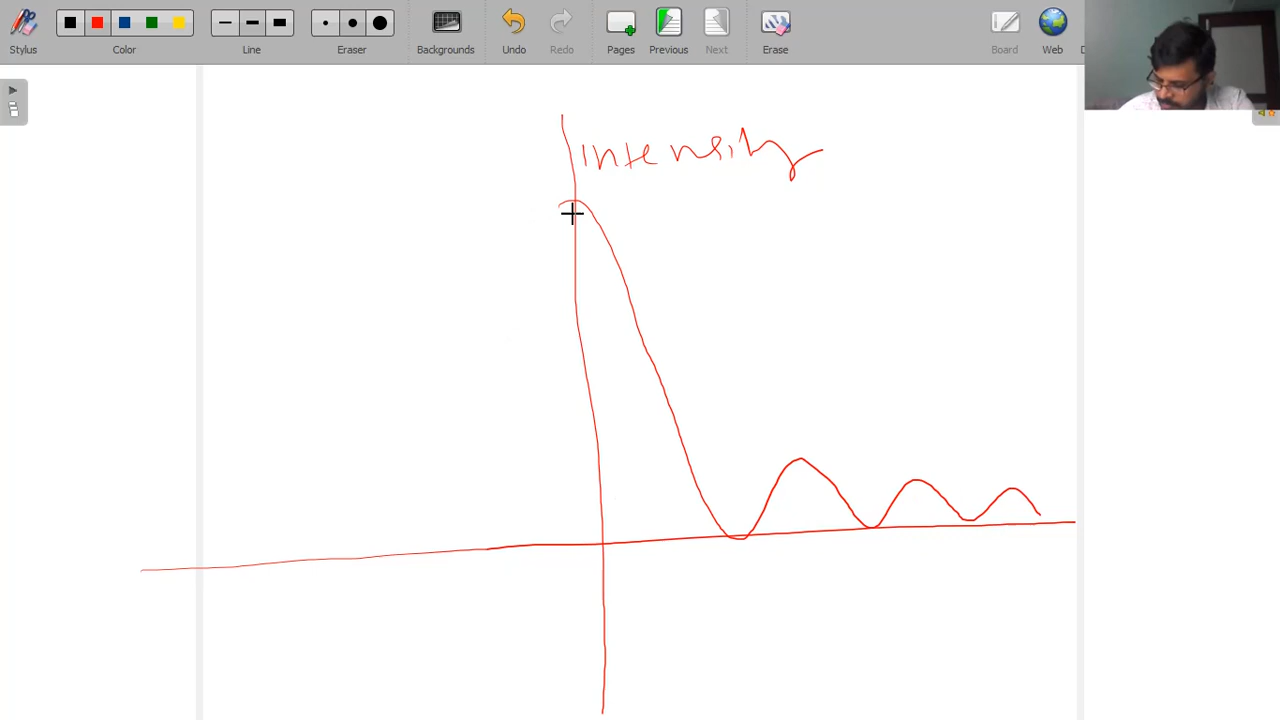 Stylus
Color
Line
Eraser
Backgrounds
Undo
Redo
Pages
Previous
Next
Erase
Board
Web
intensity